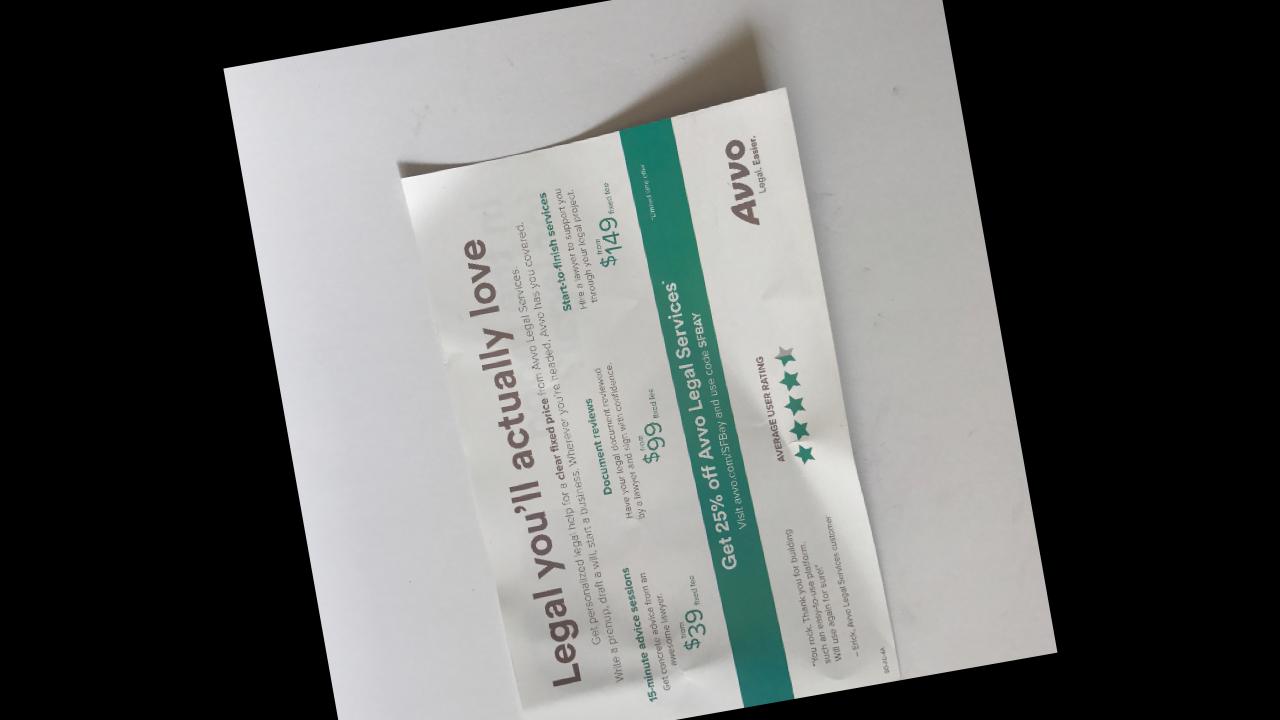 Legal you'll actually love
Get personalized legal help for a clear fixed price from Avvo Legal Services.
Write a prenup, draft a will, start a business. Wherever you're headed, Avvo has you covered.
15-minute advice sessions
Get concrete advice from an
awesome lawyer.
from
$39 fixed fee
Document reviews
Have your legal document reviewed
by a lawyer and sign with confidence.
from
$99 fixed fee
Start-to-finish services
Hire a lawyer to support you
through your legal project.
from
$149 fixed fee
Get 25% off Avvo Legal Services*
Visit avvo.com/SFBay and use code SFBAY
*Limited time offer
"You rock. Thank you for building
such an easy-to-use platform.
Will use again for sure!"
– Erick, Avvo Legal Services customer
AVERAGE USER RATING
Avvo
Legal. Easier.